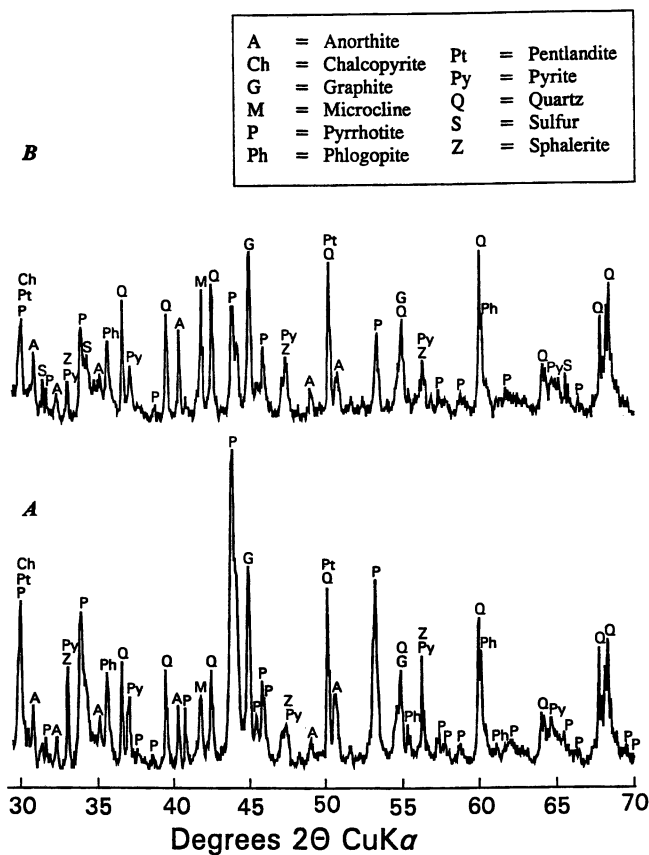 A = Anorthite
Ch = Chalcopyrite
G = Graphite
M = Microcline
P = Pyrrhotite
Ph = Phlogopite
Pt = Pentlandite
Py = Pyrite
Q = Quartz
S = Sulfur
Z = Sphalerite
B
Ch
Pt
P
A
S
P
A
Z
P
Py
P
S
A
Ph
Q
Py
P
Q
A
M
Q
P
G
P
Py
Z
A
Pt
Q
A
P
G
Q
Py
Z
P
P
Q
Ph
P
Q
Py
S
P
Q
Q
A
Ch
Pt
P
A
P
A
Py
Z
P
A
Ph
Q
Py
P
P
Q
A
P
M
Q
P
G
P
P
P
Z
Py
A
Pt
Q
A
P
Q
G
Ph
Z
Py
P
P
P
Q
Ph
P
Ph
P
Q
Py
P
P
Q
Q
P
P
30 35 40 45 50 55 60 65 70
Degrees 2Θ CuKα